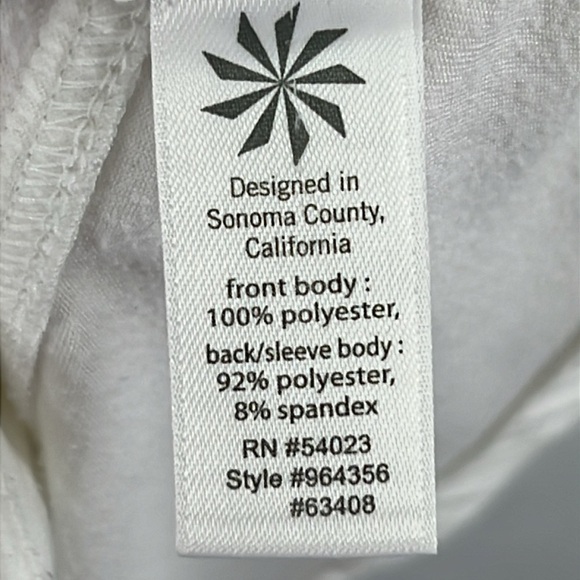 Designed in
Sonoma County,
California
front body :
100% polyester,
back/sleeve body :
92% polyester,
8% spandex
RN #54023
Style #964356
#63408